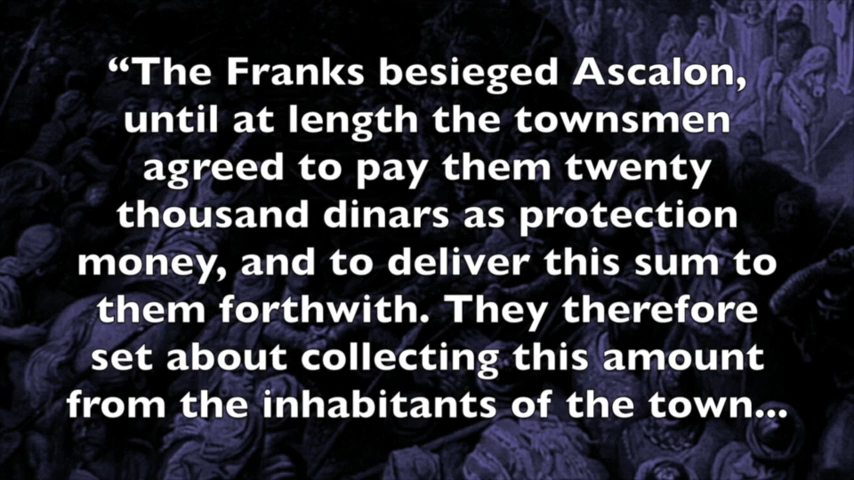 “The Franks besieged Ascalon,
until at length the townsmen
agreed to pay them twenty
thousand dinars as protection
money, and to deliver this sum to
them forthwith. They therefore
set about collecting this amount
from the inhabitants of the town...